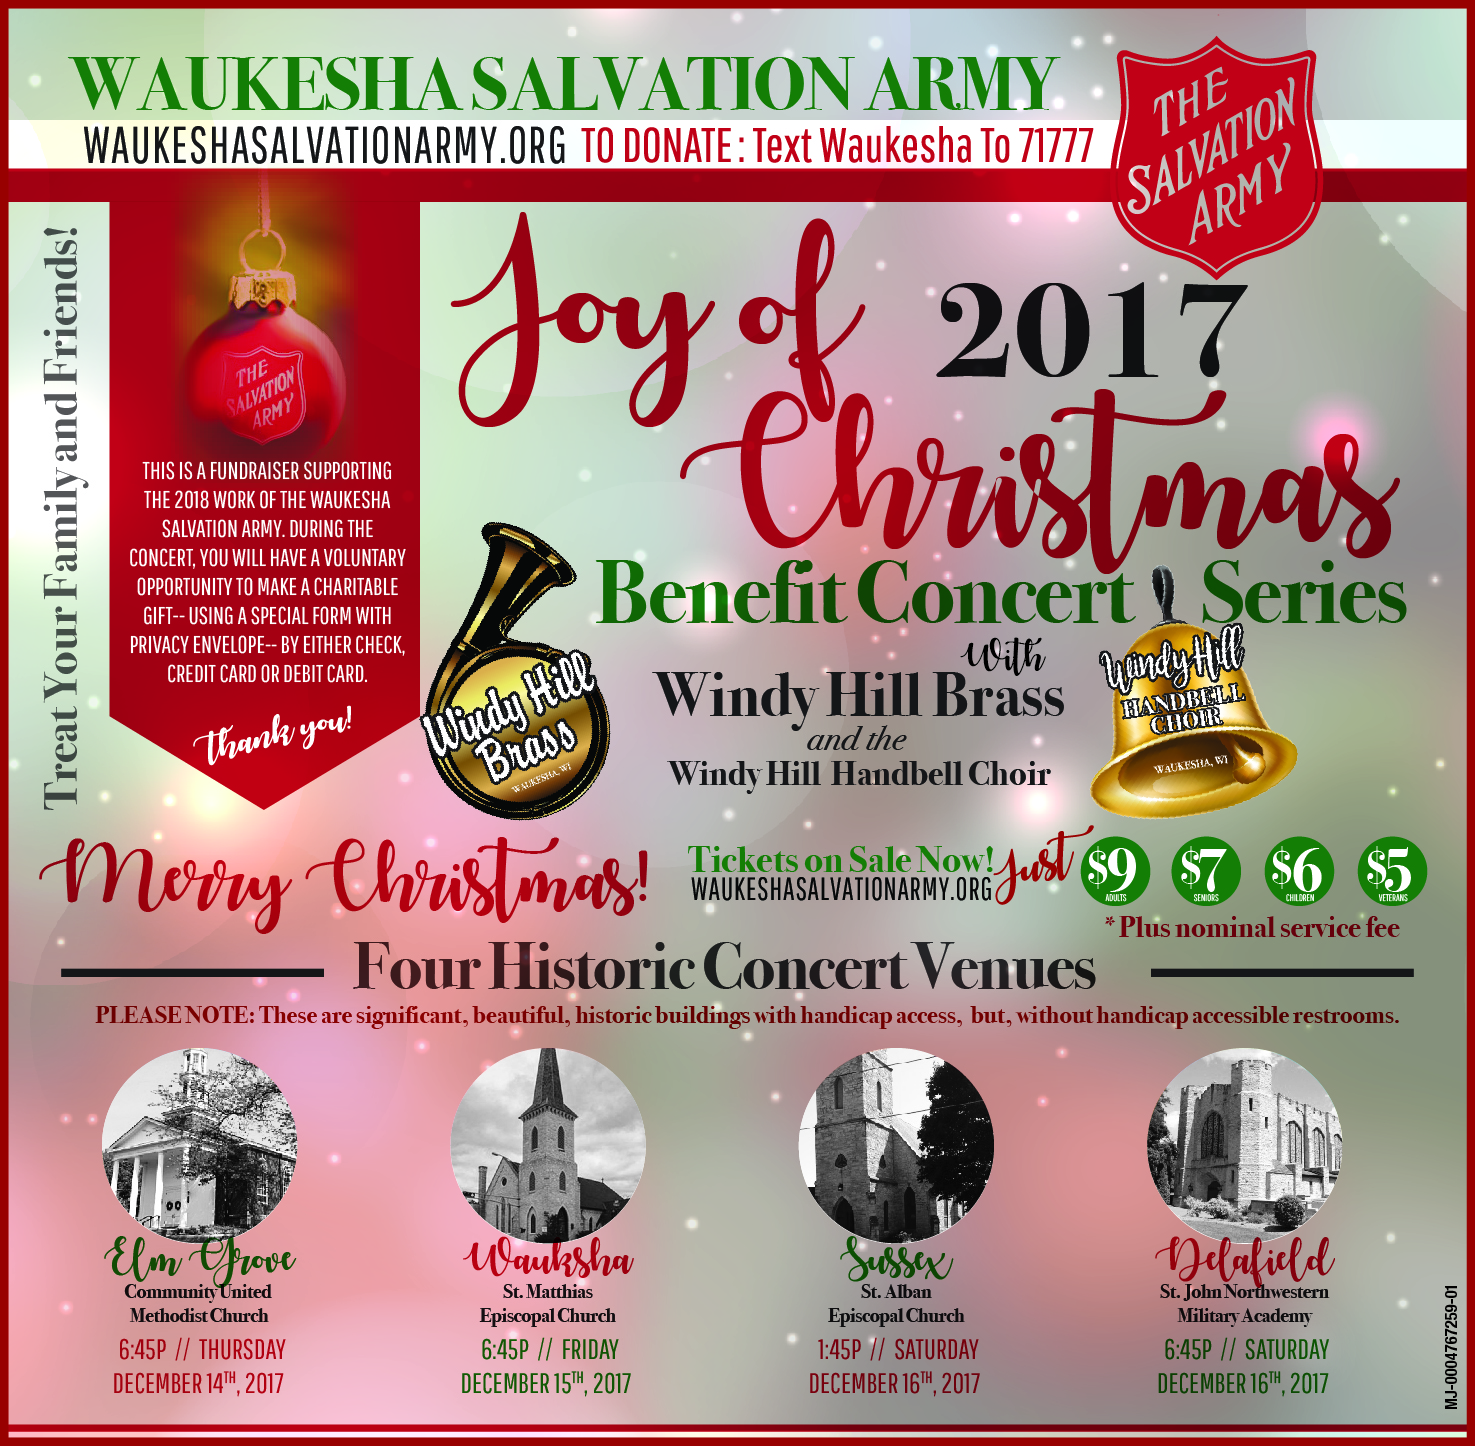 WAUKESHA SALVATION ARMY
WAUKESHASALVATIONARMY.ORG TO DONATE: Text Waukesha To 71777
THE
SALVATION
ARMY
Treat Your Family and Friends!
THE
SALVATION
ARMY
THIS IS A FUNDRAISER SUPPORTING
THE 2018 WORK OF THE WAUKESHA
SALVATION ARMY. DURING THE
CONCERT, YOU WILL HAVE A VOLUNTARY
OPPORTUNITY TO MAKE A CHARITABLE
GIFT-- USING A SPECIAL FORM WITH
PRIVACY ENVELOPE-- BY EITHER CHECK,
CREDIT CARD OR DEBIT CARD.
thank you!
Joy of 2017
Christmas
Benefit Concert Series
With
Windy Hill Brass
and the
Windy Hill Handbell Choir
Windy Hill
Brass
WAUKESHA, WI
Windy Hill
HANDBELL
CHOIR
WAUKESHA, WI
Merry Christmas!
Tickets on Sale Now!
WAUKESHASALVATIONARMY.ORG
Just
$9 ADULTS
$7 SENIORS
$6 CHILDREN
$5 VETERANS
*Plus nominal service fee
Four Historic Concert Venues
PLEASE NOTE: These are significant, beautiful, historic buildings with handicap access, but, without handicap accessible restrooms.
Elm Grove
Community United
Methodist Church
6:45P // THURSDAY
DECEMBER 14TH, 2017
Wauksha
St. Matthias
Episcopal Church
6:45P // FRIDAY
DECEMBER 15TH, 2017
Sussex
St. Alban
Episcopal Church
1:45P // SATURDAY
DECEMBER 16TH, 2017
Delafield
St. John Northwestern
Military Academy
6:45P // SATURDAY
DECEMBER 16TH, 2017
MJ-0004767259-01